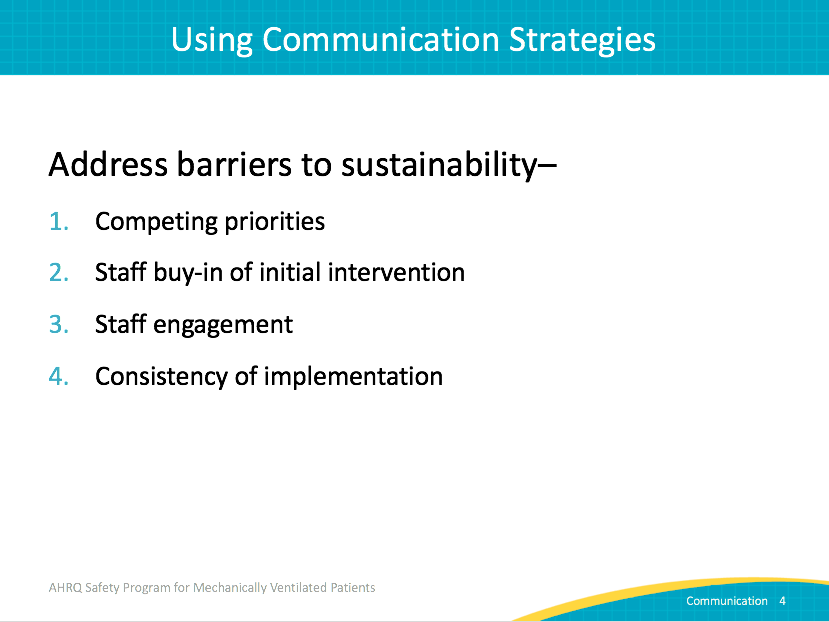 Using Communication Strategies
Address barriers to sustainability–
1. Competing priorities
2. Staff buy-in of initial intervention
3. Staff engagement
4. Consistency of implementation
AHRQ Safety Program for Mechanically Ventilated Patients
Communication 4